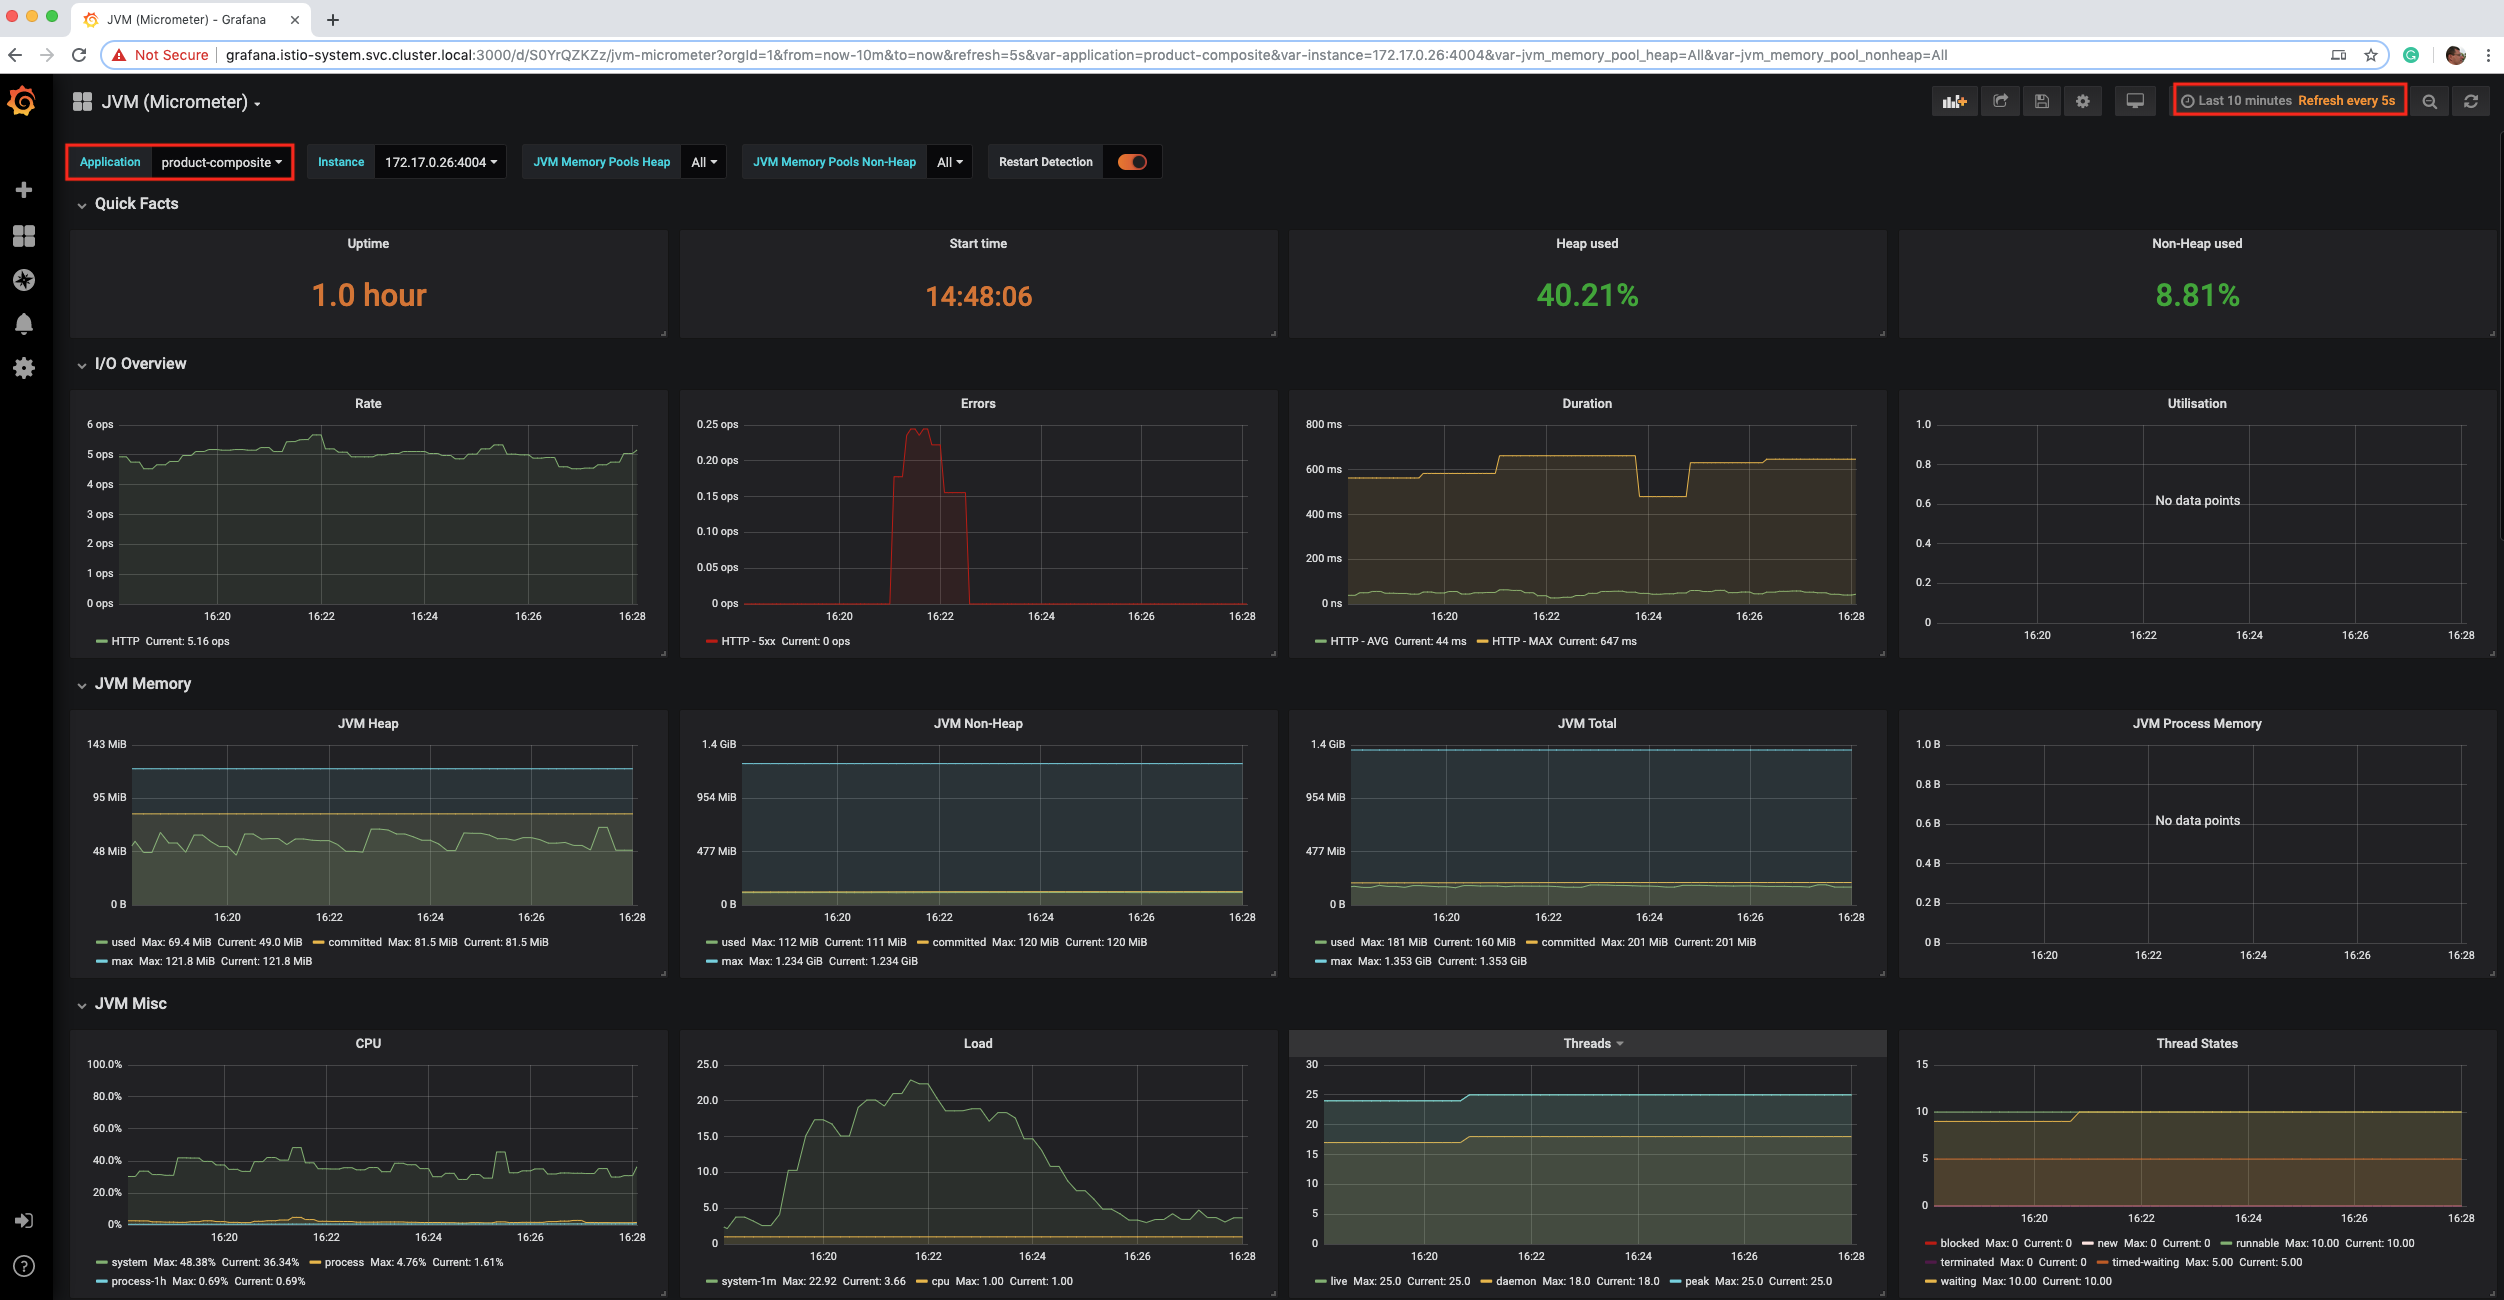 JVM (Micrometer) - Grafana
Not Secure
grafana.istio-system.svc.cluster.local:3000/d/S0YrQZKZz/jvm-micrometer?orgId=1&from=now-10m&to=now&refresh=5s&var-application=product-composite&var-instance=172.17.0.26:4004&var-jvm_memory_pool_heap=All&var-jvm_memory_pool_nonheap=All
JVM (Micrometer)
Last 10 minutes Refresh every 5s
Application product-composite Instance 172.17.0.26:4004 JVM Memory Pools Heap All JVM Memory Pools Non-Heap All Restart Detection
Quick Facts
Uptime
1.0 hour
Start time
14:48:06
Heap used
40.21%
Non-Heap used
8.81%
I/O Overview
Rate
6 ops
5 ops
4 ops
3 ops
2 ops
1 ops
0 ops
16:20 16:22 16:24 16:26 16:28
HTTP Current: 5.16 ops
Errors
0.25 ops
0.20 ops
0.15 ops
0.10 ops
0.05 ops
0 ops
16:20 16:22 16:24 16:26 16:28
HTTP - 5xx Current: 0 ops
Duration
800 ms
600 ms
400 ms
200 ms
0 ns
16:20 16:22 16:24 16:26 16:28
HTTP - AVG Current: 44 ms HTTP - MAX Current: 647 ms
Utilisation
1.0
0.8
0.6
0.4
0.2
0
No data points
16:20 16:22 16:24 16:26 16:28
JVM Memory
JVM Heap
143 MiB
95 MiB
48 MiB
0 B
16:20 16:22 16:24 16:26 16:28
used Max: 69.4 MiB Current: 49.0 MiB committed Max: 81.5 MiB Current: 81.5 MiB
max Max: 121.8 MiB Current: 121.8 MiB
JVM Non-Heap
1.4 GiB
954 MiB
477 MiB
0 B
16:20 16:22 16:24 16:26 16:28
used Max: 112 MiB Current: 111 MiB committed Max: 120 MiB Current: 120 MiB
max Max: 1.234 GiB Current: 1.234 GiB
JVM Total
1.4 GiB
954 MiB
477 MiB
0 B
16:20 16:22 16:24 16:26 16:28
used Max: 181 MiB Current: 160 MiB committed Max: 201 MiB Current: 201 MiB
max Max: 1.353 GiB Current: 1.353 GiB
JVM Process Memory
1.0 B
0.8 B
0.6 B
0.4 B
0.2 B
0 B
No data points
16:20 16:22 16:24 16:26 16:28
JVM Misc
CPU
100.0%
80.0%
60.0%
40.0%
20.0%
0%
16:20 16:22 16:24 16:26 16:28
system Max: 48.38% Current: 36.34% process Max: 4.76% Current: 1.61%
process-1h Max: 0.69% Current: 0.69%
Load
25.0
20.0
15.0
10.0
5.0
0
16:20 16:22 16:24 16:26 16:28
system-1m Max: 22.92 Current: 3.66 cpu Max: 1.00 Current: 1.00
Threads
30
25
20
15
10
5
0
16:20 16:22 16:24 16:26 16:28
live Max: 25.0 Current: 25.0 daemon Max: 18.0 Current: 18.0 peak Max: 25.0 Current: 25.0
Thread States
15
10
5
0
16:20 16:22 16:24 16:26 16:28
blocked Max: 0 Current: 0 new Max: 0 Current: 0 runnable Max: 10.00 Current: 10.00
terminated Max: 0 Current: 0 timed-waiting Max: 5.00 Current: 5.00
waiting Max: 10.00 Current: 10.00